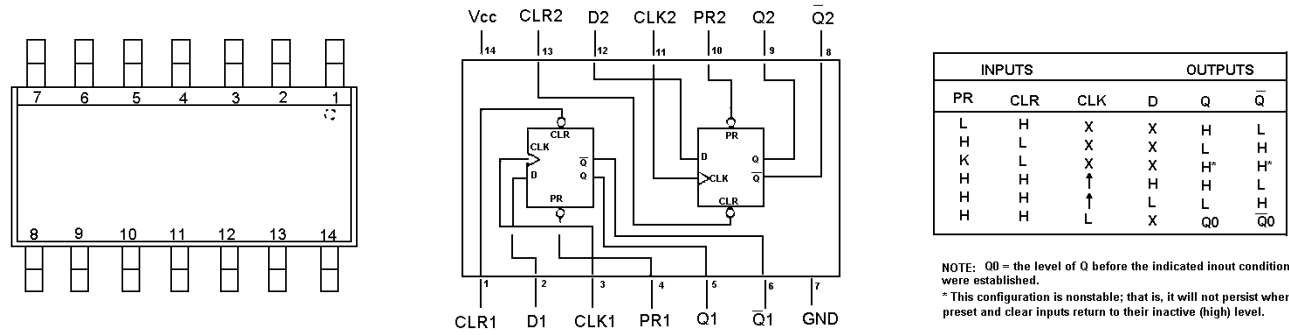 7 6 5 4 3 2 1
8 9 10 11 12 13 14
Vcc CLR2 D2 CLK2 PR2 Q2 Q̅2
14 13 12 11 10 9 8
CLR
CLK
D
Q̅
Q
PR
PR
D
Q
CLK
Q̅
CLR
1 2 3 4 5 6 7
CLR1 D1 CLK1 PR1 Q1 Q̅1 GND
INPUTS OUTPUTS
PR CLR CLK D Q Q̅
L H X X H L
H L X X L H
K L X X H* H*
H H ↑ H H L
H H ↑ L L H
H H L X Q0 Q̅0
NOTE: Q0 = the level of Q before the indicated inout condition
were established.
* This configuration is nonstable; that is, it will not persist wher
preset and clear inputs return to their inactive (high) level.